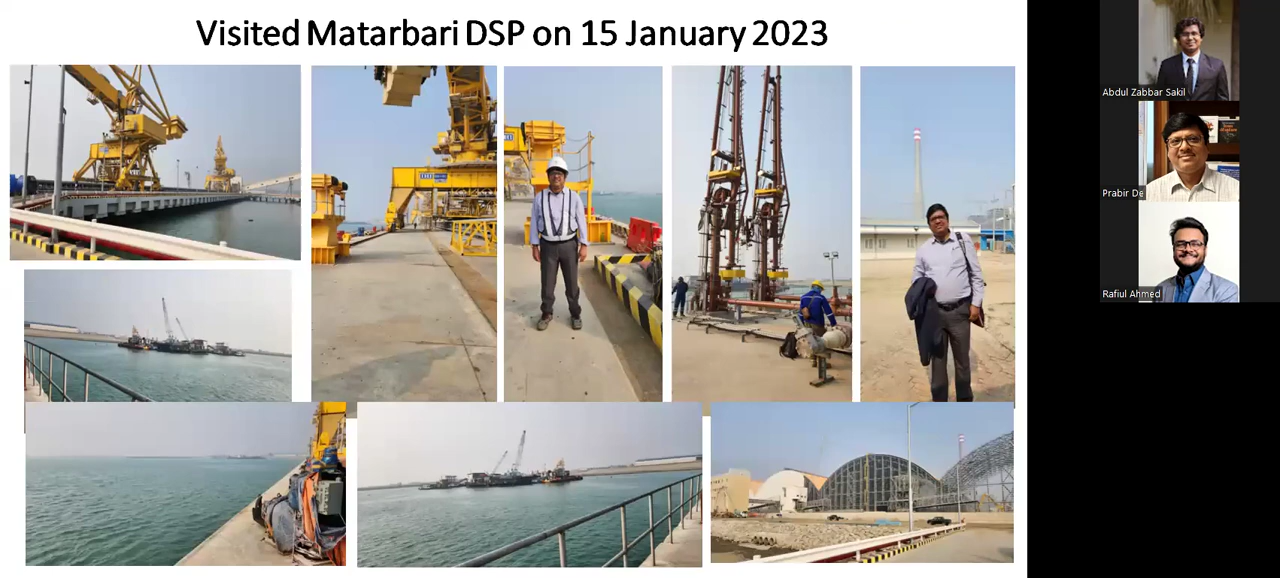 Visited Matarbari DSP on 15 January 2023
Abdul Zabbar Sakil
Prabir De
Rafiul Ahmed